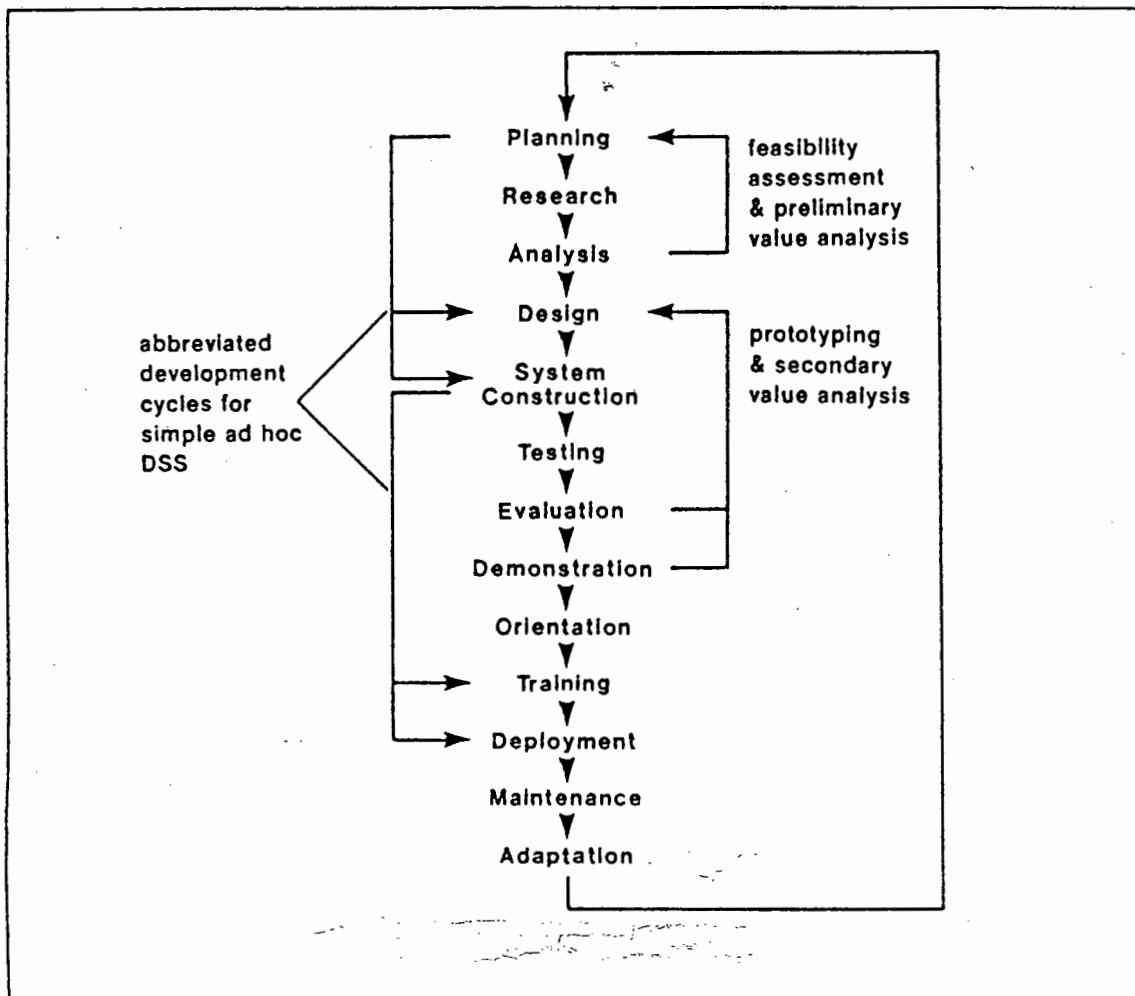 Planning
Research
Analysis
Design
System
Construction
Testing
Evaluation
Demonstration
Orientation
Training
Deployment
Maintenance
Adaptation
feasibility
assessment
& preliminary
value analysis
prototyping
& secondary
value analysis
abbreviated
development
cycles for
simple ad hoc
DSS